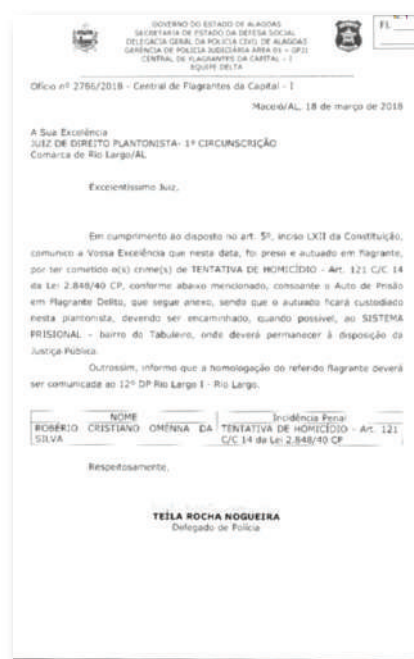 GOVERNO DO ESTADO DE ALAGOAS
SECRETARIA DE ESTADO DA DEFESA SOCIAL
DELEGACIA GERAL DA POLÍCIA CIVIL DE ALAGOAS
GERÊNCIA DE POLÍCIA JUDICIÁRIA ÁREA 01 - GPJ1
CENTRAL DE FLAGRANTES DA CAPITAL - I
EQUIPE DELTA
Ofício nº 2766/2018 - Central de Flagrantes da Capital - I
Maceió/AL, 18 de março de 2018
A Sua Excelência
JUIZ DE DIREITO PLANTONISTA- 1ª CIRCUNSCRIÇÃO
Comarca de Rio Largo/AL
Excelentíssimo Juiz,
Em cumprimento ao disposto no art. 5º, inciso LXII da Constituição,
comunico a Vossa Excelência que nesta data, foi preso e autuado em flagrante,
por ter cometido o(s) crime(s) de TENTATIVA DE HOMICÍDIO - Art. 121 C/C 14
da Lei 2.848/40 CP, conforme abaixo mencionado, consoante o Auto de Prisão
em Flagrante Delito, que segue anexo, sendo que o autuado ficará custodiado
nesta plantonista, devendo ser encaminhado, quando possível, ao SISTEMA
PRISIONAL - bairro do Tabuleiro, onde deverá permanecer à disposição da
Justiça Pública.
Outrossim, informo que a homologação do referido flagrante deverá
ser comunicada ao 12º DP Rio Largo I - Rio Largo.
NOME Incidência Penal
ROBÉRIO CRISTIANO OMENNA DA TENTATIVA DE HOMICÍDIO - Art. 121
SILVA C/C 14 da Lei 2.848/40 CP
Respeitosamente,
TEÍLA ROCHA NOGUEIRA
Delegado de Polícia